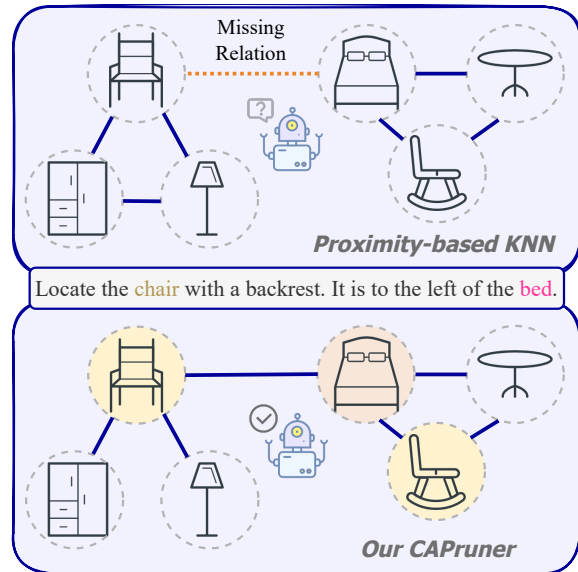 Missing
Relation
?
Proximity-based KNN
Locate the chair with a backrest. It is to the left of the bed.
Our CAPruner